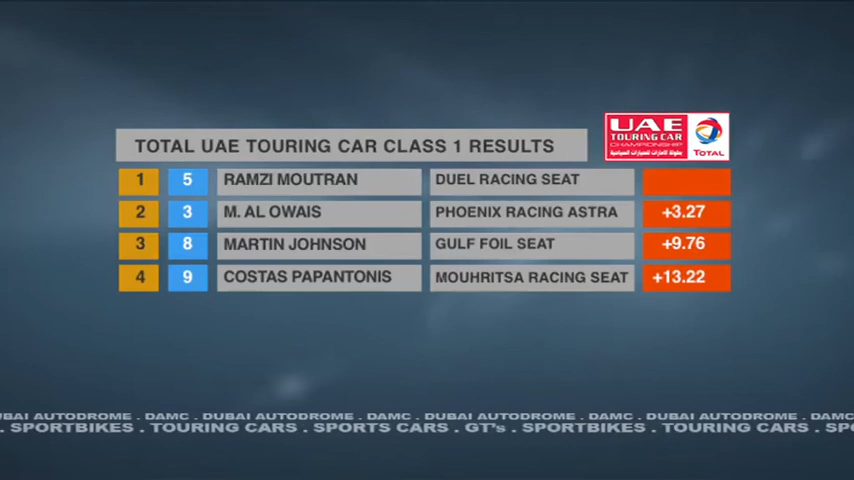 UAE
TOURING CAR
CHAMPIONSHIP
TOTAL
TOTAL UAE TOURING CAR CLASS 1 RESULTS
1 5 RAMZI MOUTRAN DUEL RACING SEAT
2 3 M. AL OWAIS PHOENIX RACING ASTRA +3.27
3 8 MARTIN JOHNSON GULF FOIL SEAT +9.76
4 9 COSTAS PAPANTONIS MOUHRITSA RACING SEAT +13.22
UBAI AUTODROME . DAMC . DUBAI AUTODROME . DAMC . DUBAI AUTODROME . DAMC . DUBAI AUTODROME . DAMC
. SPORTBIKES . TOURING CARS . SPORTS CARS . GT's . SPORTBIKES . TOURING CARS . SPO